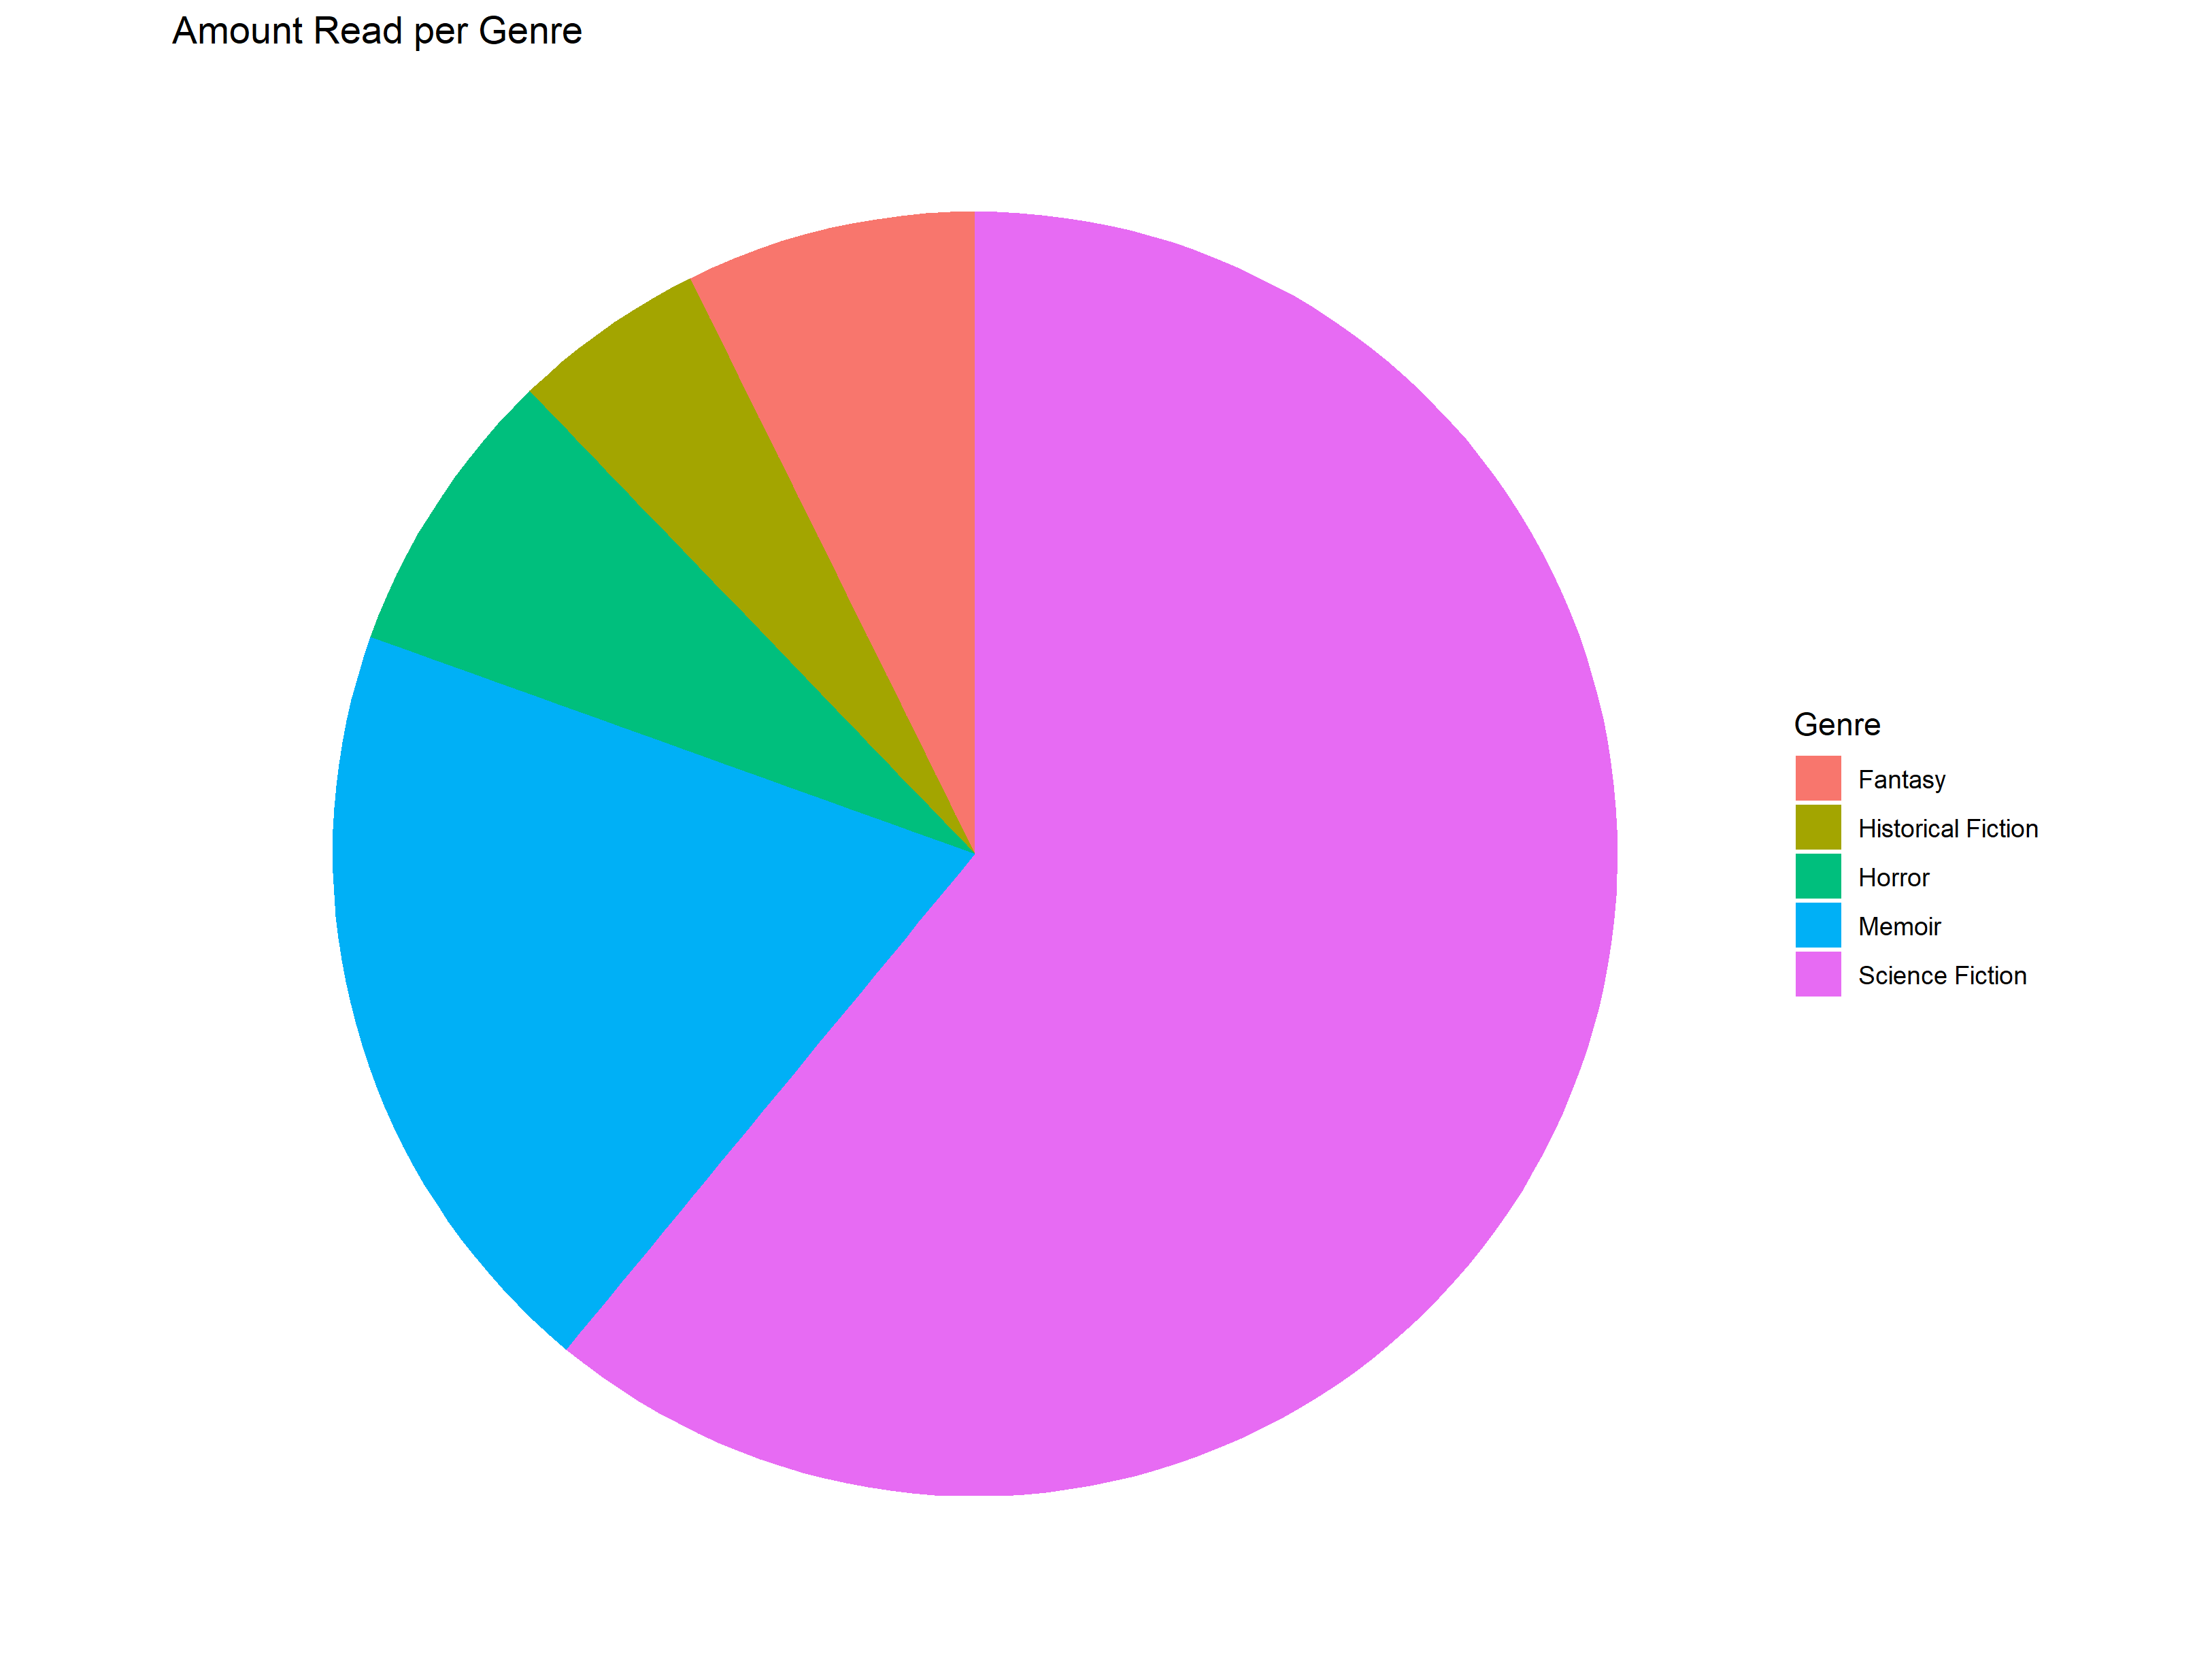 Amount Read per Genre
Genre
Fantasy
Historical Fiction
Horror
Memoir
Science Fiction